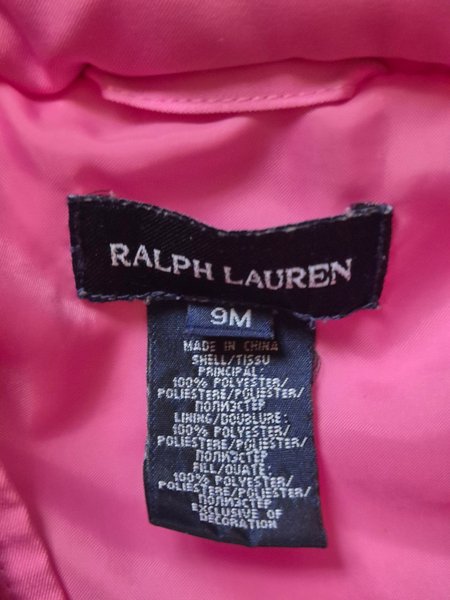 RALPH LAUREN
9M
MADE IN CHINA
SHELL/TISSU
PRINCIPAL:
100% POLYESTER/
POLIESTERE/POLIESTER/
ПОЛИЭСТЕР
LINING/DOUBLURE:
100% POLYESTER/
POLIESTERE/POLIESTER/
ПОЛИЭСТЕР
FILL/OUATE:
100% POLYESTER/
POLIESTERE/POLIESTER/
ПОЛИЭСТЕР
EXCLUSIVE OF
DECORATION